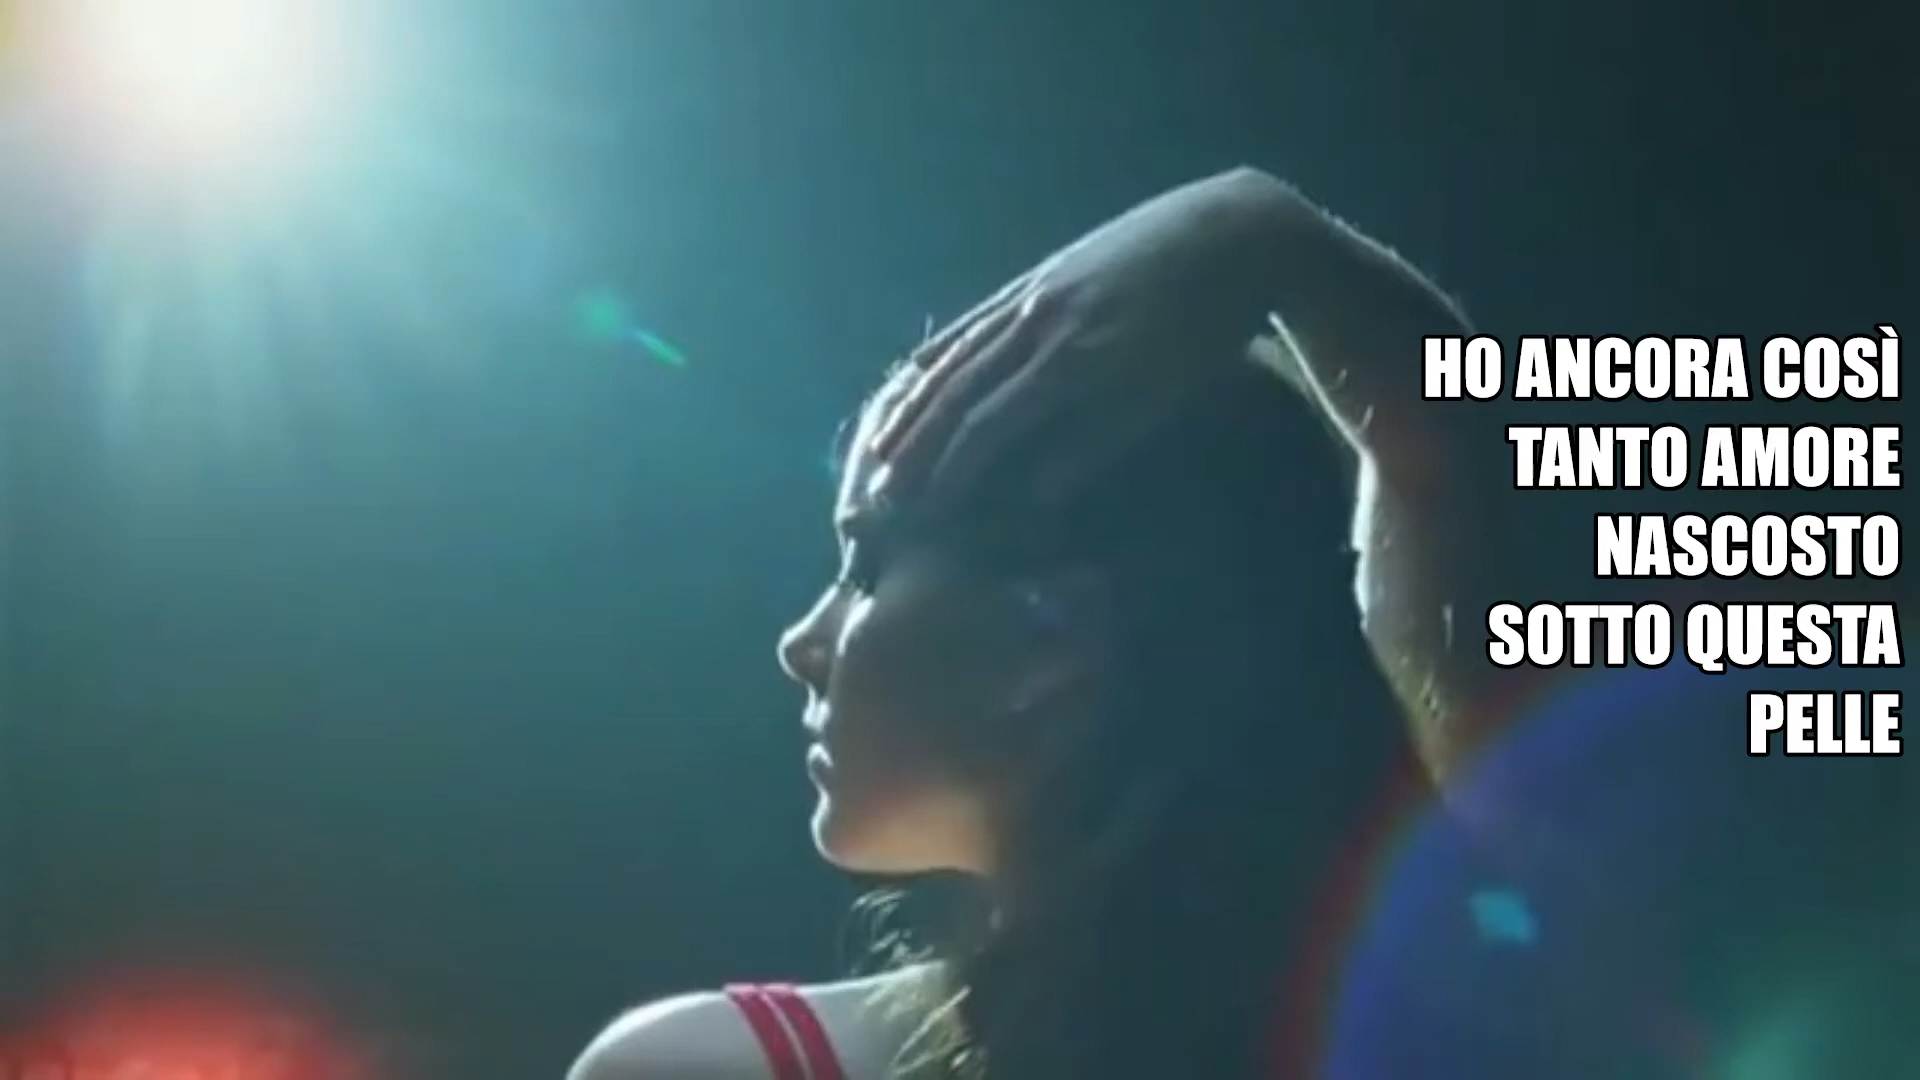 HO ANCORA COSÌ
TANTO AMORE
NASCOSTO
SOTTO QUESTA
PELLE